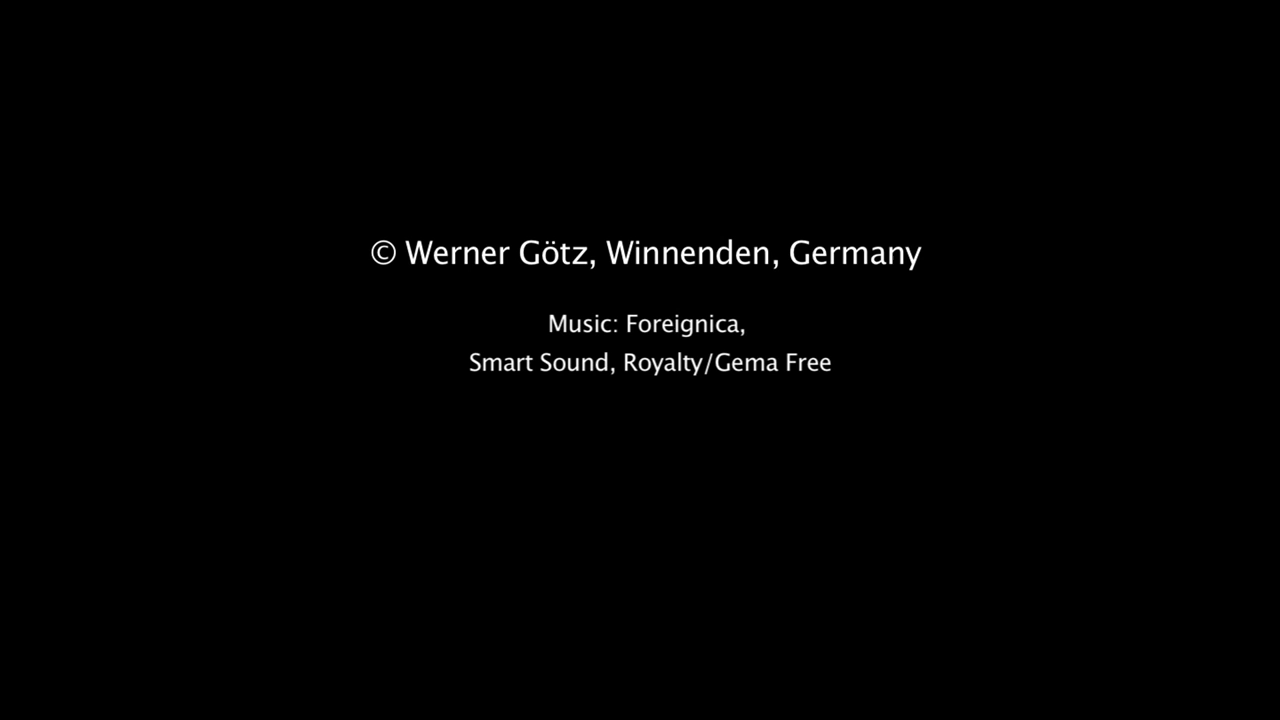 © Werner Götz, Winnenden, Germany
Music: Foreignica,
Smart Sound, Royalty/Gema Free